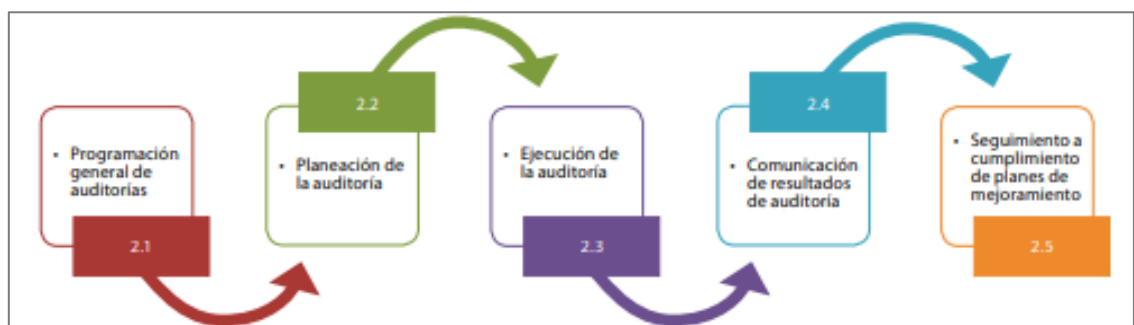 • Programación
general de
auditorías
2.1
2.2
• Planeación de
la auditoría
• Ejecución de
la auditoría
2.3
2.4
• Comunicación
de resultados
de auditoría
• Seguimiento a
cumplimiento
de planes de
mejoramiento
2.5